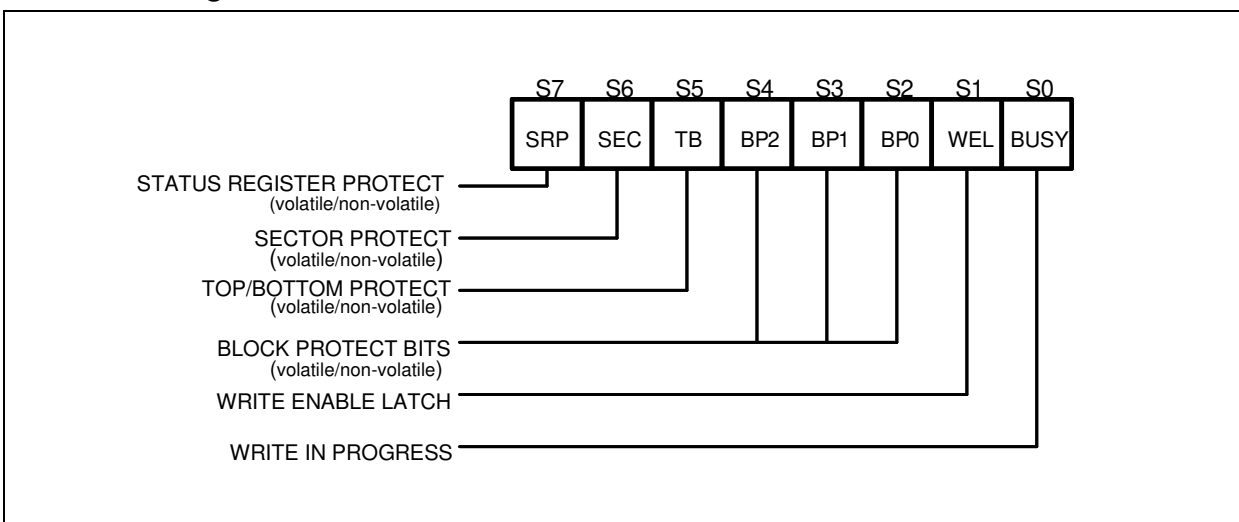 S7 S6 S5 S4 S3 S2 S1 S0
SRP SEC TB BP2 BP1 BP0 WEL BUSY
STATUS REGISTER PROTECT
(volatile/non-volatile)
SECTOR PROTECT
(volatile/non-volatile)
TOP/BOTTOM PROTECT
(volatile/non-volatile)
BLOCK PROTECT BITS
(volatile/non-volatile)
WRITE ENABLE LATCH
WRITE IN PROGRESS